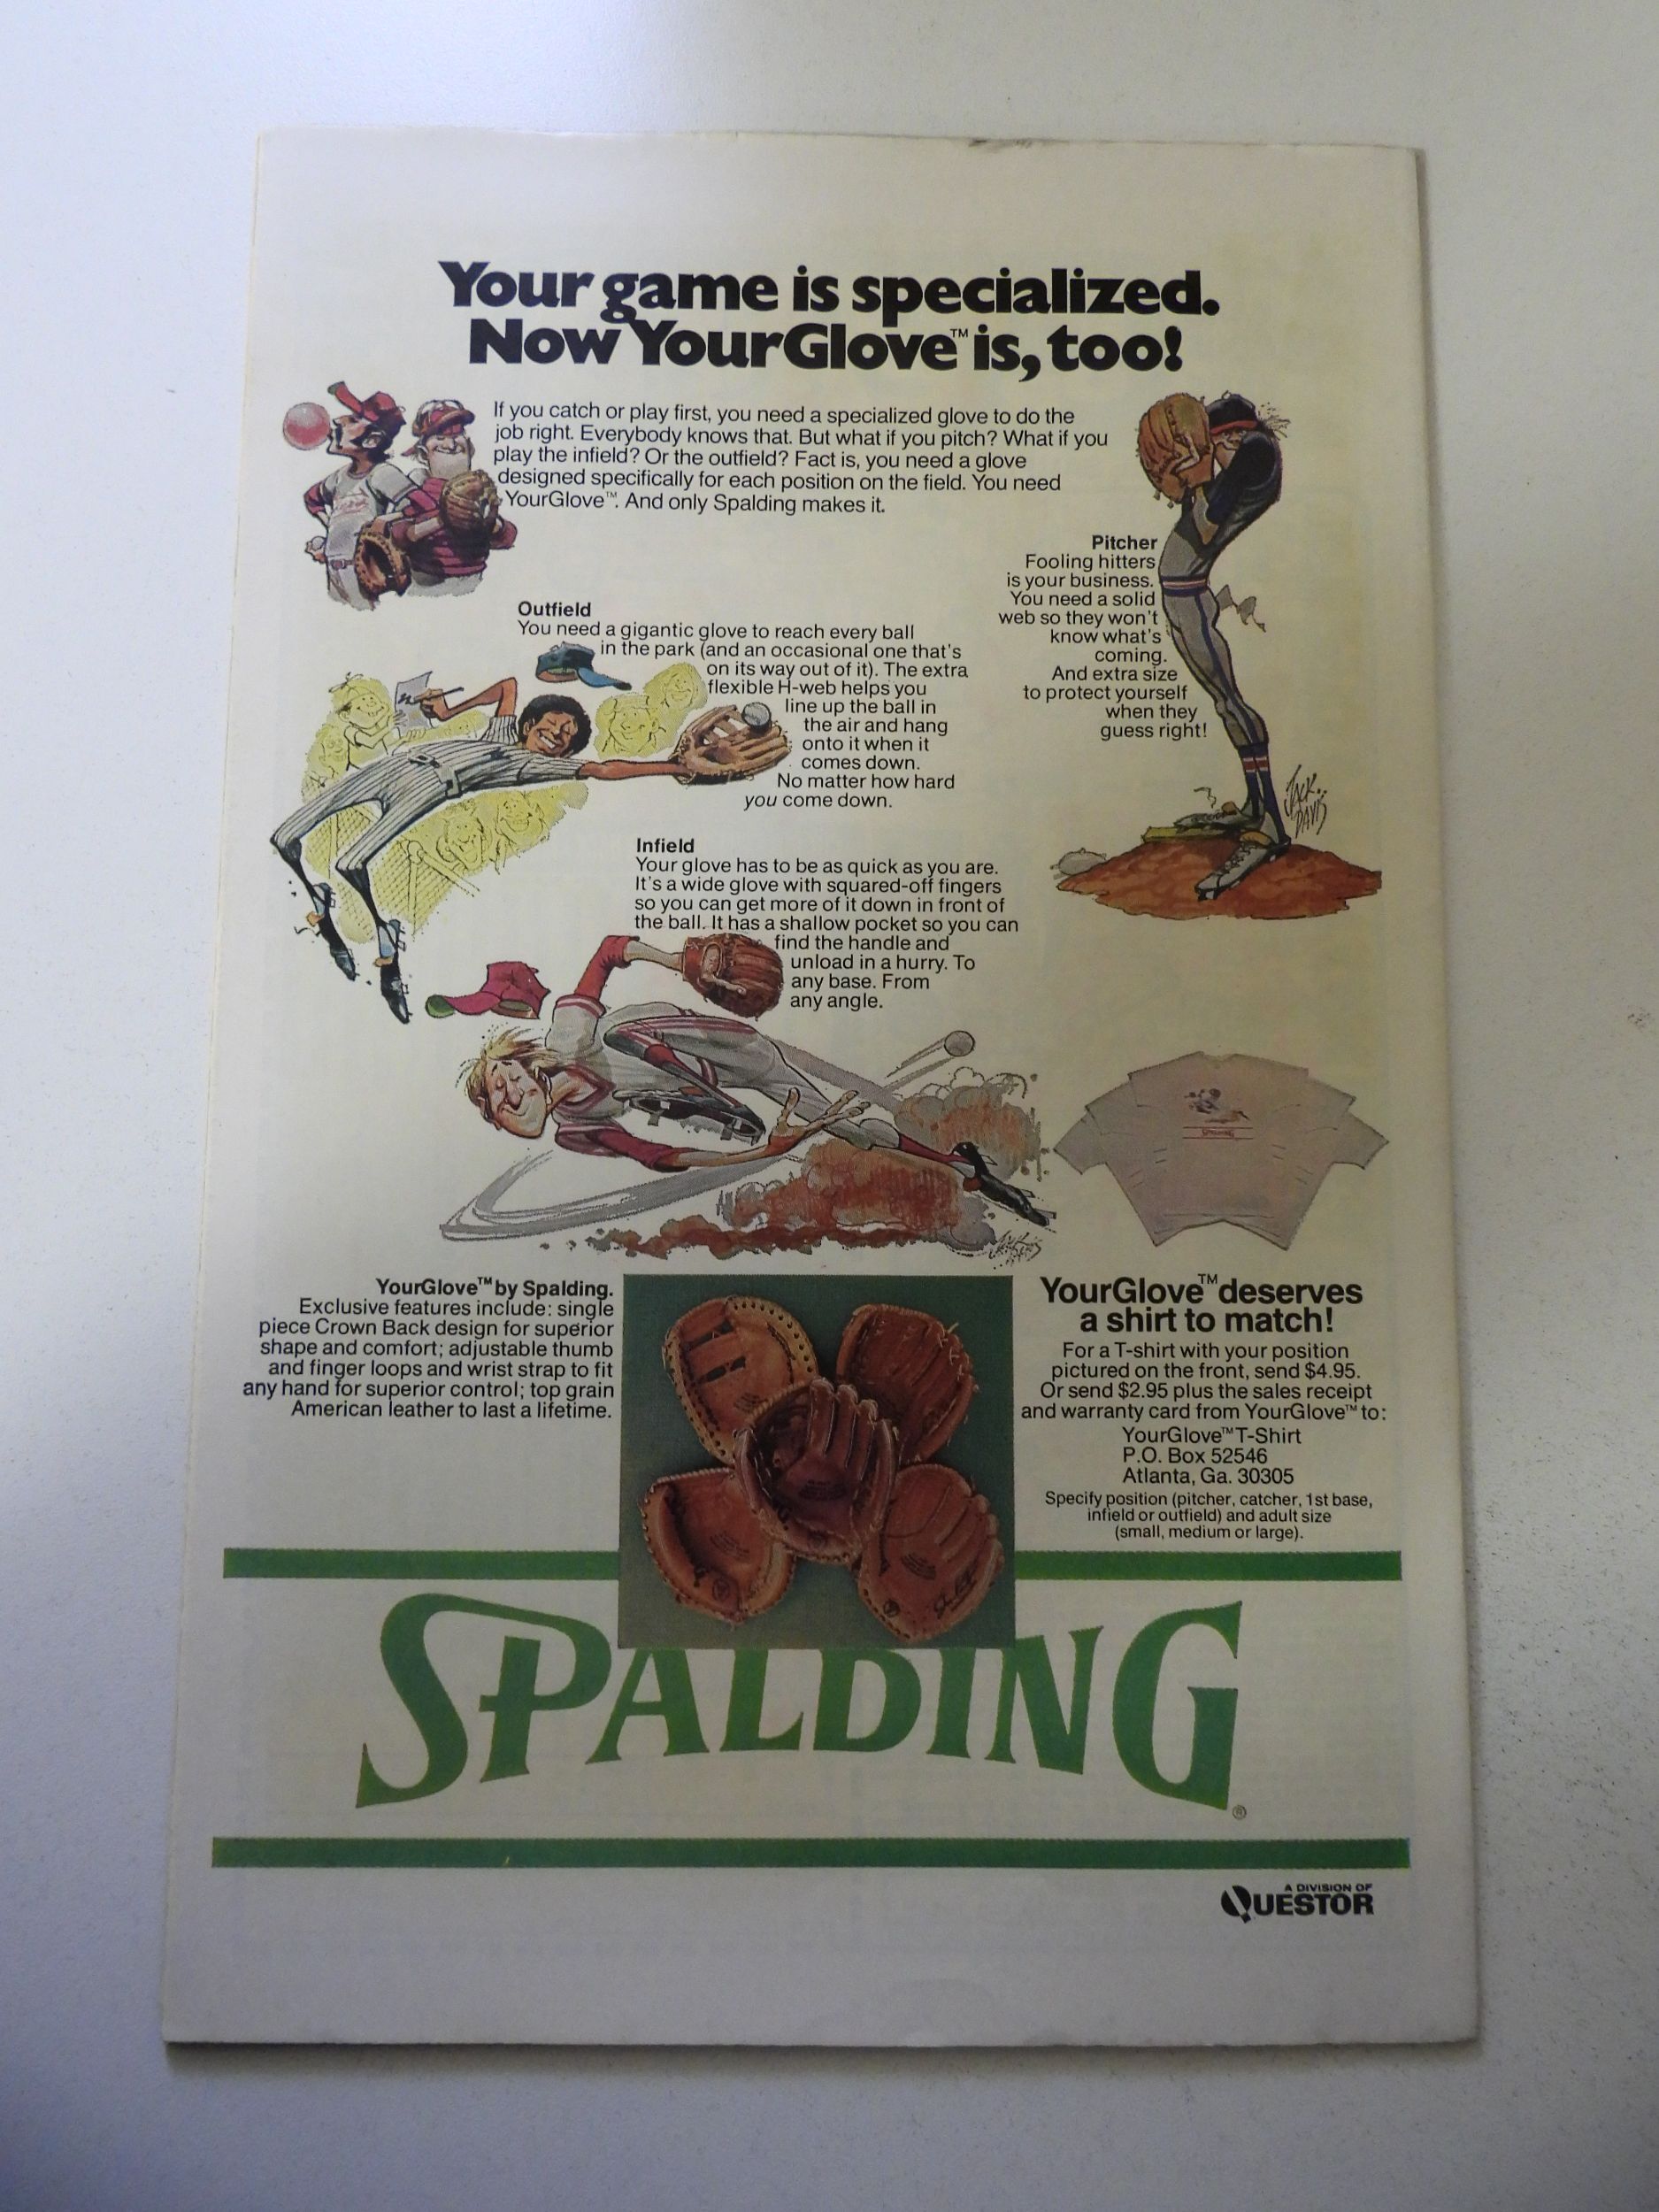 Your game is specialized.
Now YourGlove™ is, too!
If you catch or play first, you need a specialized glove to do the
job right. Everybody knows that. But what if you pitch? What if you
play the infield? Or the outfield? Fact is, you need a glove
designed specifically for each position on the field. You need
YourGlove™. And only Spalding makes it.
Pitcher
Fooling hitters
is your business.
You need a solid
web so they won't
know what's
coming.
And extra size
to protect yourself
when they
guess right!
JACK DAVIS
Outfield
You need a gigantic glove to reach every ball
in the park (and an occasional one that's
on its way out of it). The extra
flexible H-web helps you
line up the ball in
the air and hang
onto it when it
comes down.
No matter how hard
you come down.
Infield
Your glove has to be as quick as you are.
It's a wide glove with squared-off fingers
so you can get more of it down in front of
the ball. It has a shallow pocket so you can
find the handle and
unload in a hurry. To
any base. From
any angle.
SPALDING
YourGlove™ by Spalding.
Exclusive features include: single
piece Crown Back design for superior
shape and comfort; adjustable thumb
and finger loops and wrist strap to fit
any hand for superior control; top grain
American leather to last a lifetime.
YourGlove™ deserves
a shirt to match!
For a T-shirt with your position
pictured on the front, send $4.95.
Or send $2.95 plus the sales receipt
and warranty card from YourGlove™ to:
YourGlove™ T-Shirt
P.O. Box 52546
Atlanta, Ga. 30305
Specify position (pitcher, catcher, 1st base,
infield or outfield) and adult size
(small, medium or large).
SPALDING®
A DIVISION OF
QUESTOR